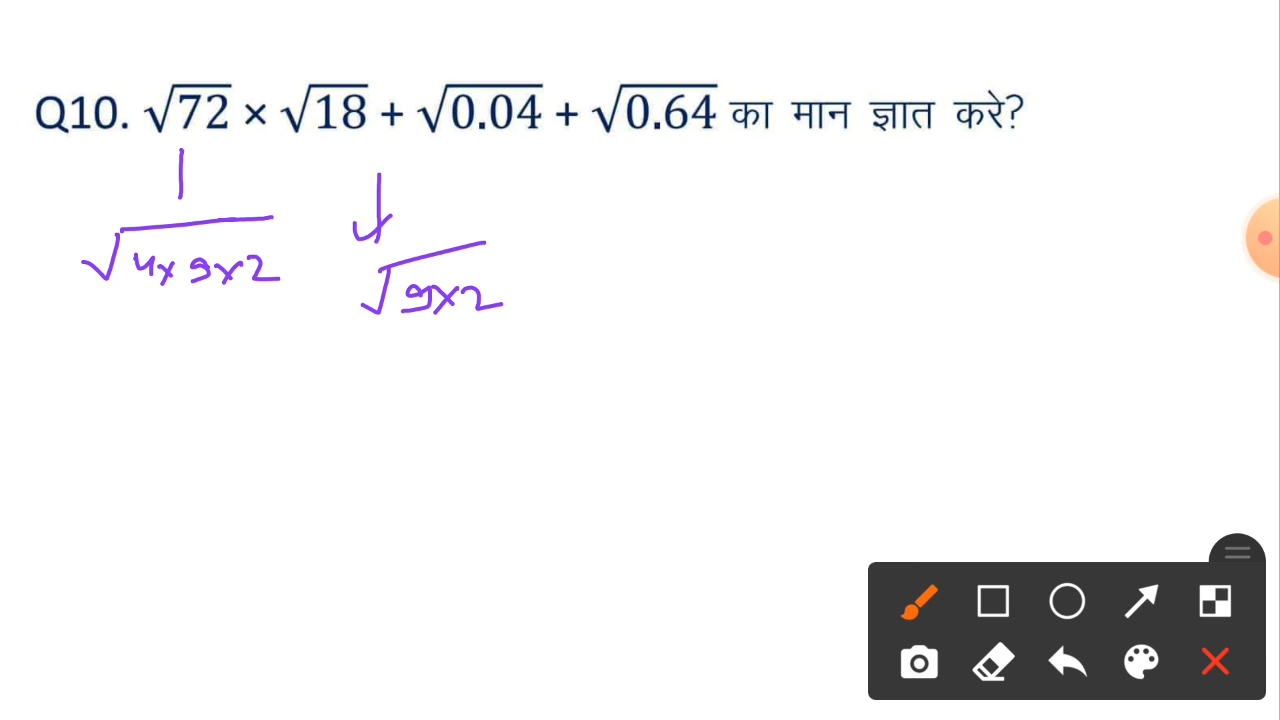 Q10. √72 × √18 + √0.04 + √0.64 का मान ज्ञात करे?
√4×9×2 √9×2